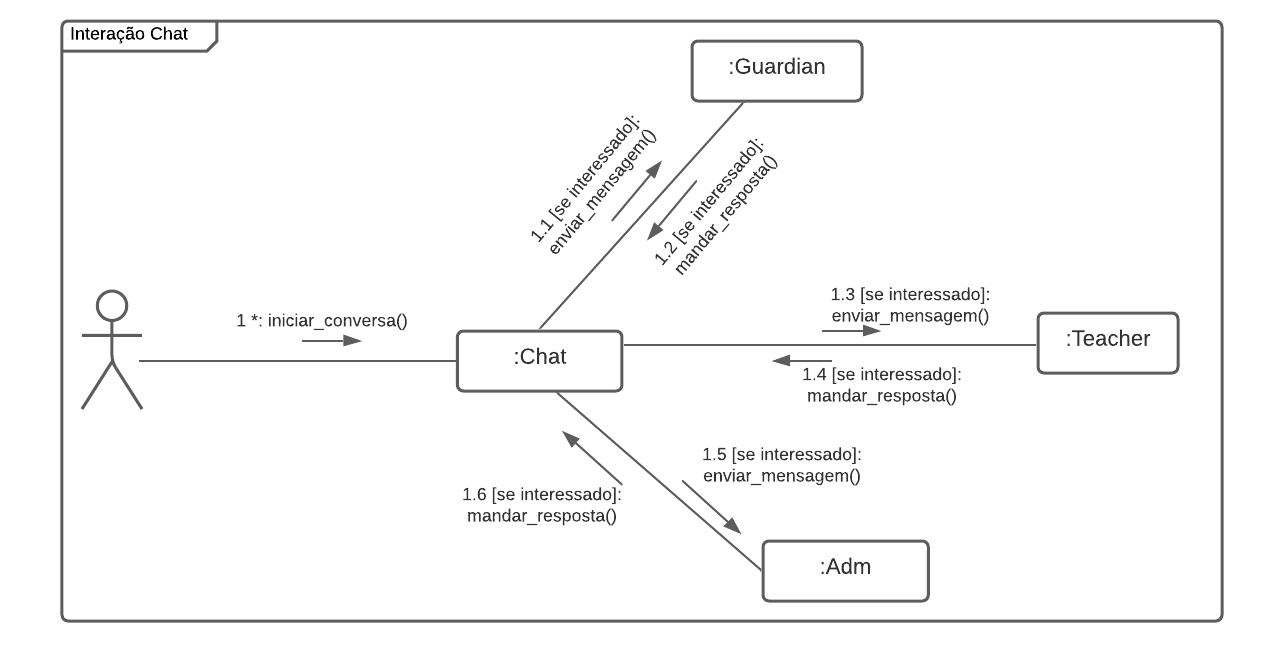 Interação Chat
:Guardian
1.1 [se interessado]:
enviar_mensagem()
1.2 [se interessado]:
mandar_resposta()
1 *: iniciar_conversa()
:Chat
1.3 [se interessado]:
enviar_mensagem()
:Teacher
1.4 [se interessado]:
mandar_resposta()
1.5 [se interessado]:
enviar_mensagem()
1.6 [se interessado]:
mandar_resposta()
:Adm